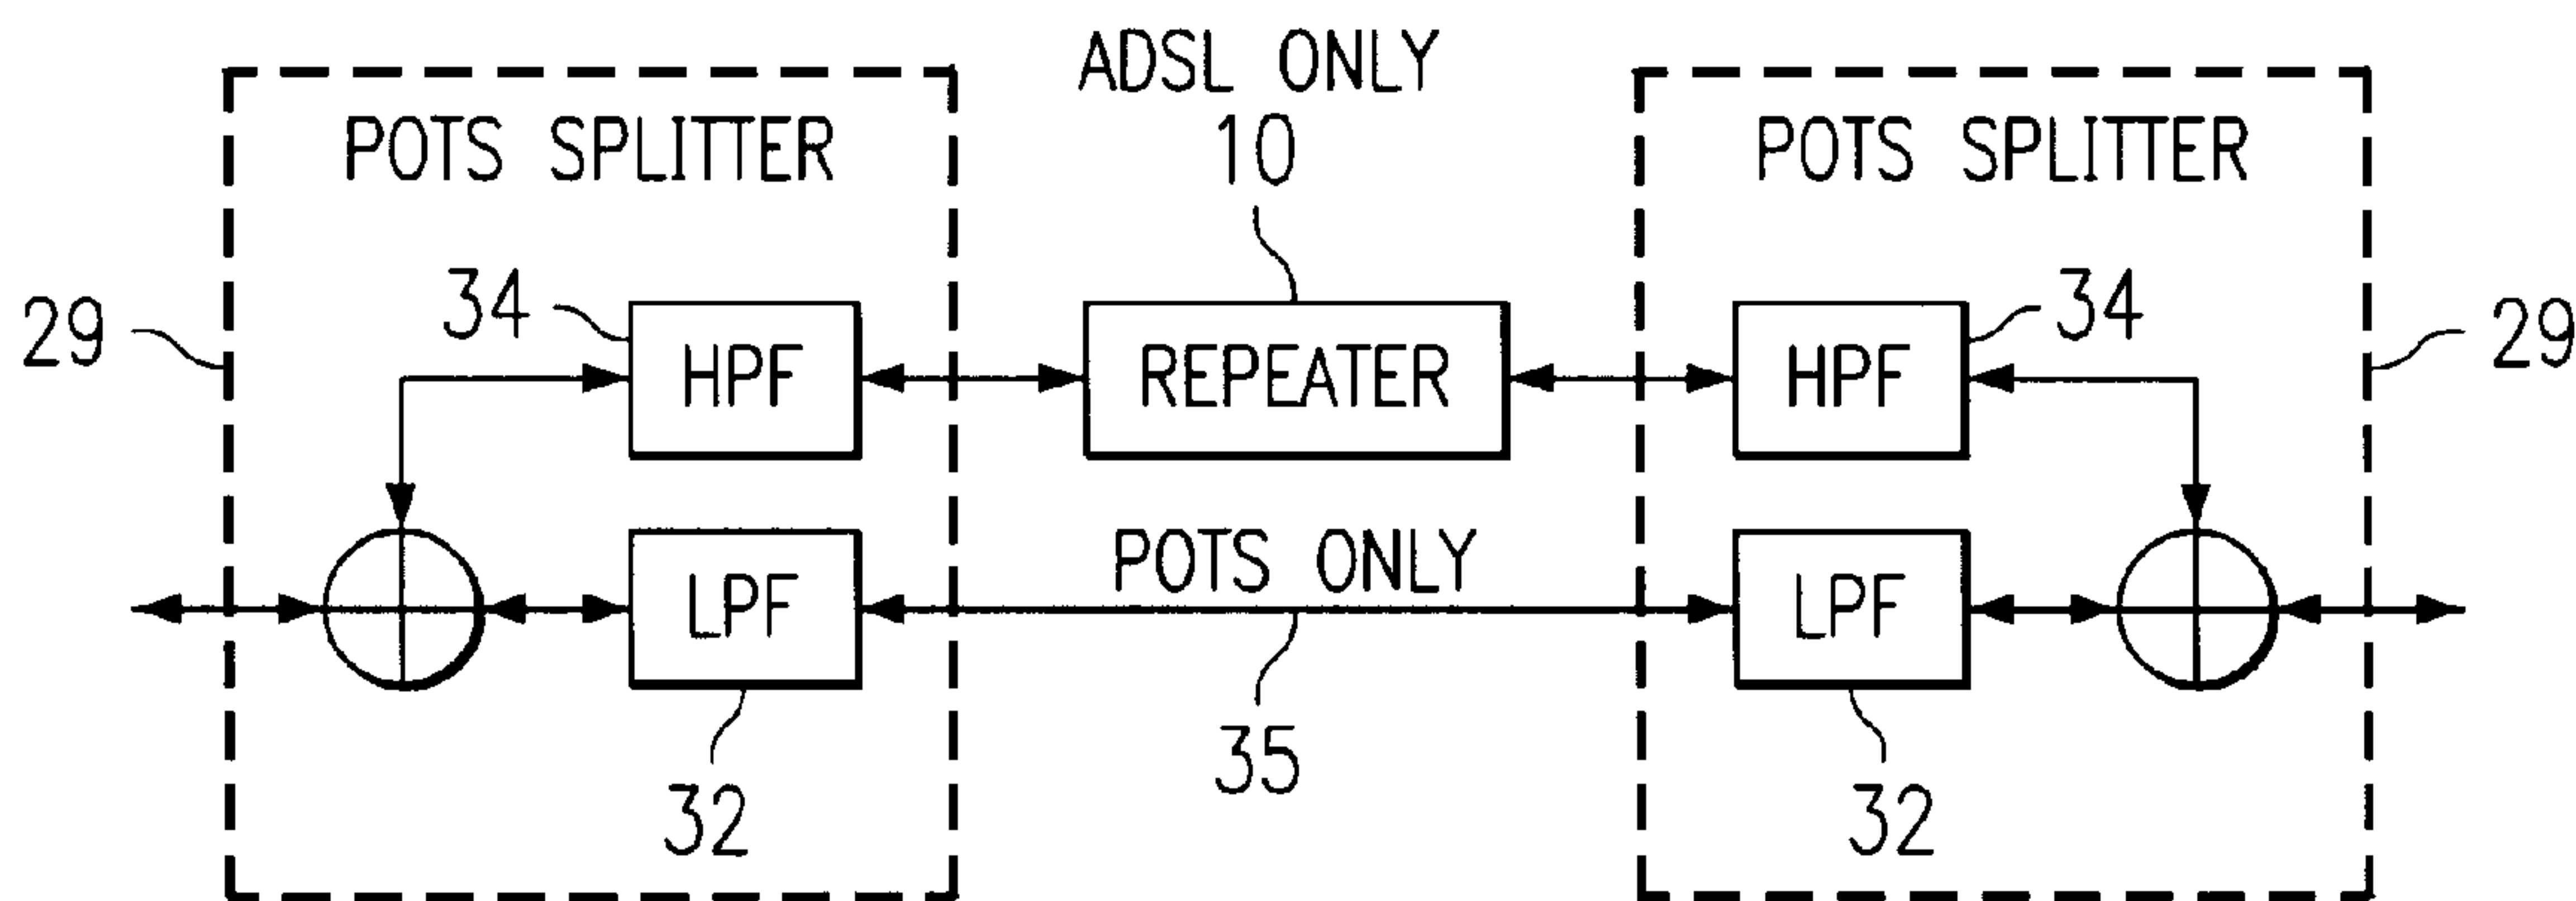 ADSL ONLY
POTS SPLITTER
10
POTS SPLITTER
29
34
HPF
REPEATER
HPF
34
29
LPF
POTS ONLY
LPF
32
35
32